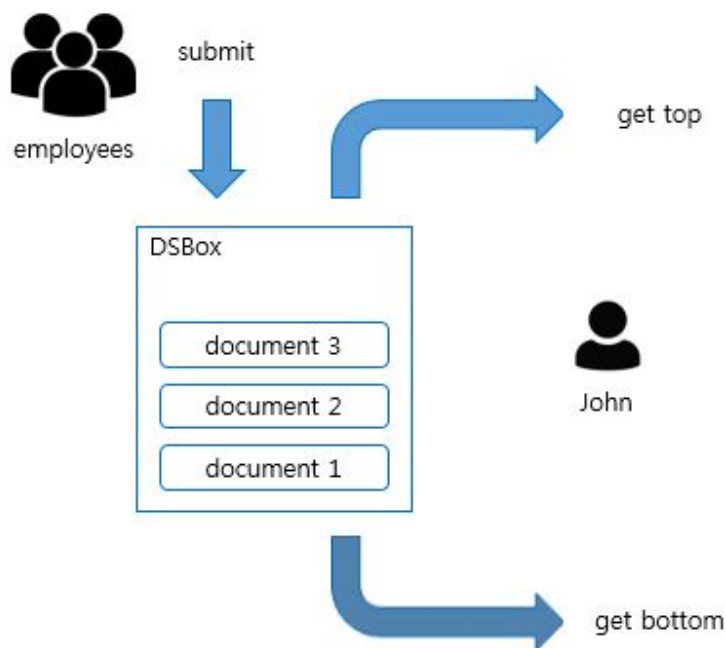 submit
employees
get top
DSBox
document 3
document 2
document 1
John
get bottom